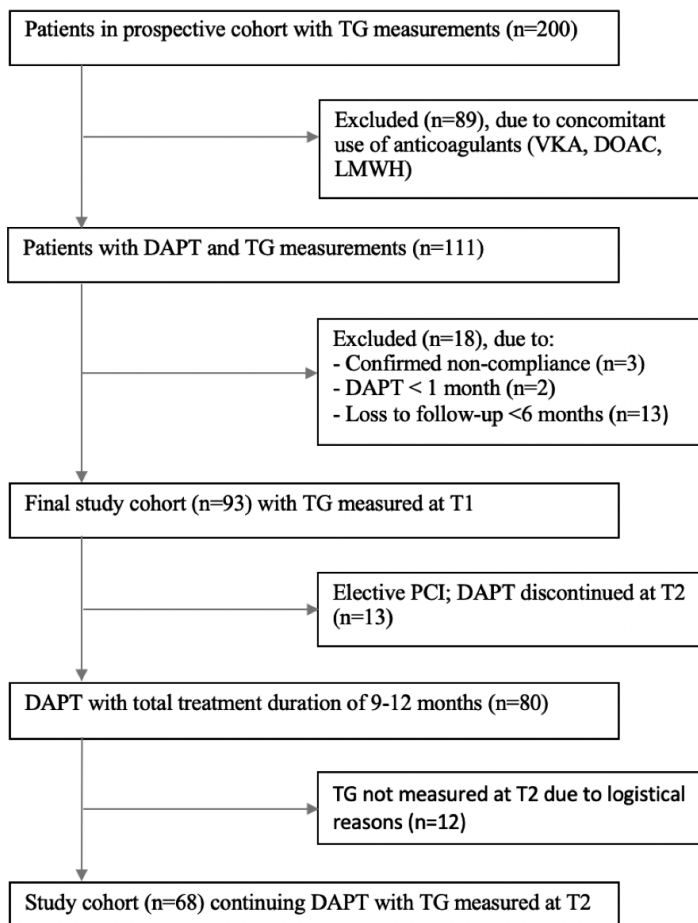 Patients in prospective cohort with TG measurements (n=200)
Excluded (n=89), due to concomitant
use of anticoagulants (VKA, DOAC,
LMWH)
Patients with DAPT and TG measurements (n=111)
Excluded (n=18), due to:
- Confirmed non-compliance (n=3)
- DAPT < 1 month (n=2)
- Loss to follow-up <6 months (n=13)
Final study cohort (n=93) with TG measured at T1
Elective PCI; DAPT discontinued at T2
(n=13)
DAPT with total treatment duration of 9-12 months (n=80)
TG not measured at T2 due to logistical
reasons (n=12)
Study cohort (n=68) continuing DAPT with TG measured at T2